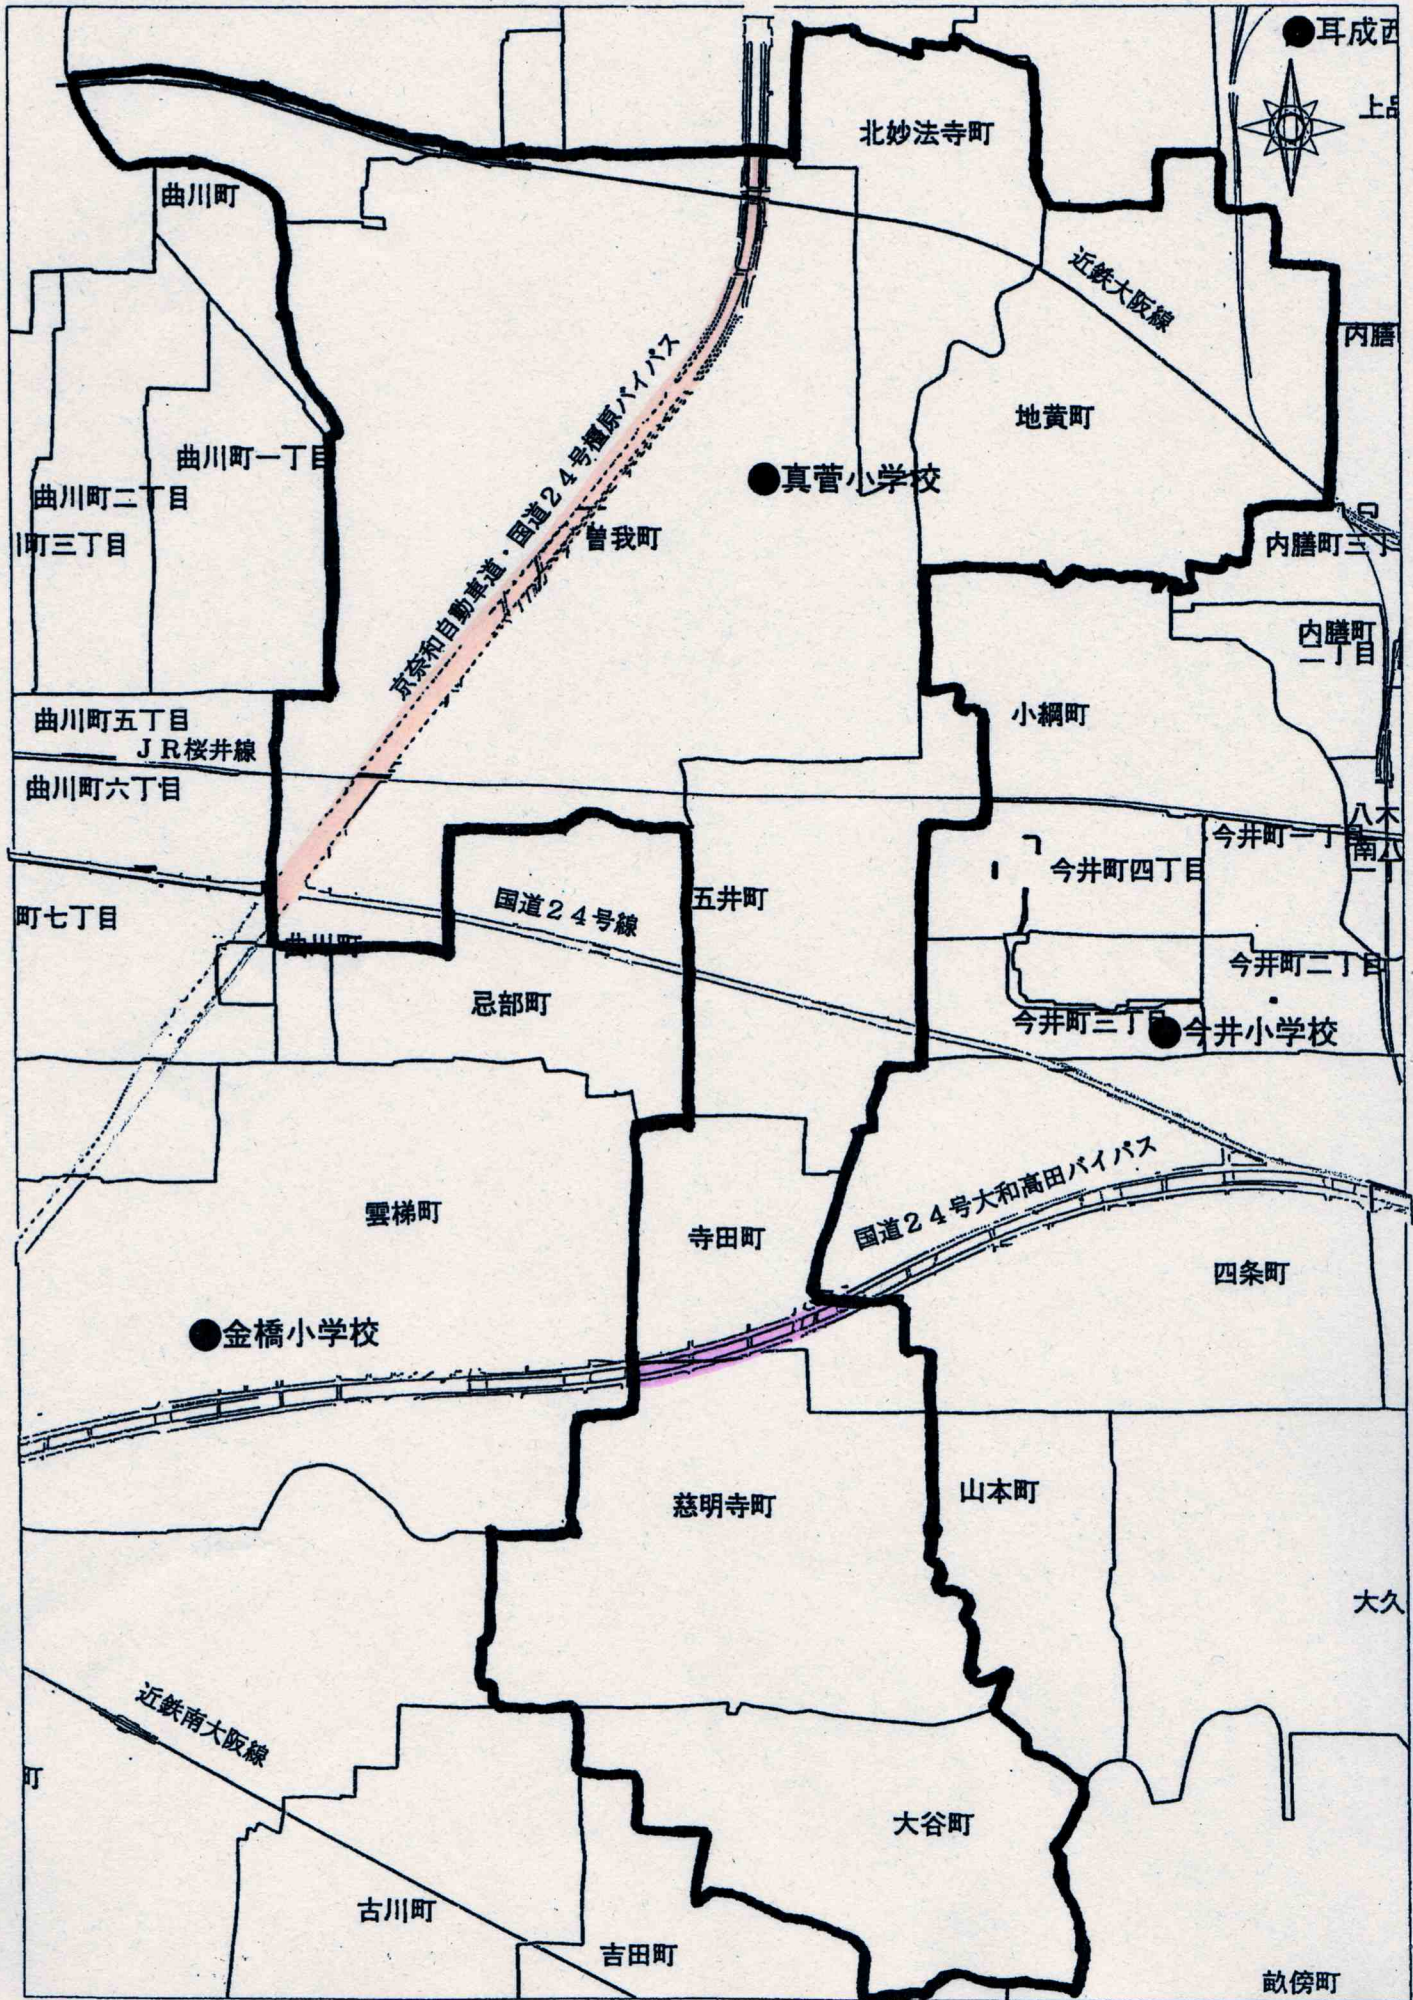 ●耳成西
北妙法寺町
曲川町
近鉄大阪線
京奈和自動車道・国道24号橿原バイパス
地黄町
曲川町一丁目
●真菅小学校
曲川町二丁目
曽我町
町三丁目
内膳町三丁
内膳町
二丁目
曲川町五丁目
小綱町
JR桜井線
曲川町六丁目
八木
今井町一丁目
今井町四丁目
国道24号線
五井町
町七丁目
曲川町
今井町二丁目
忌部町
今井町三丁目
●今井小学校
国道24号大和高田バイパス
雲梯町
寺田町
四条町
●金橋小学校
慈明寺町
山本町
大久
近鉄南大阪線
町
大谷町
古川町
吉田町
畝傍町